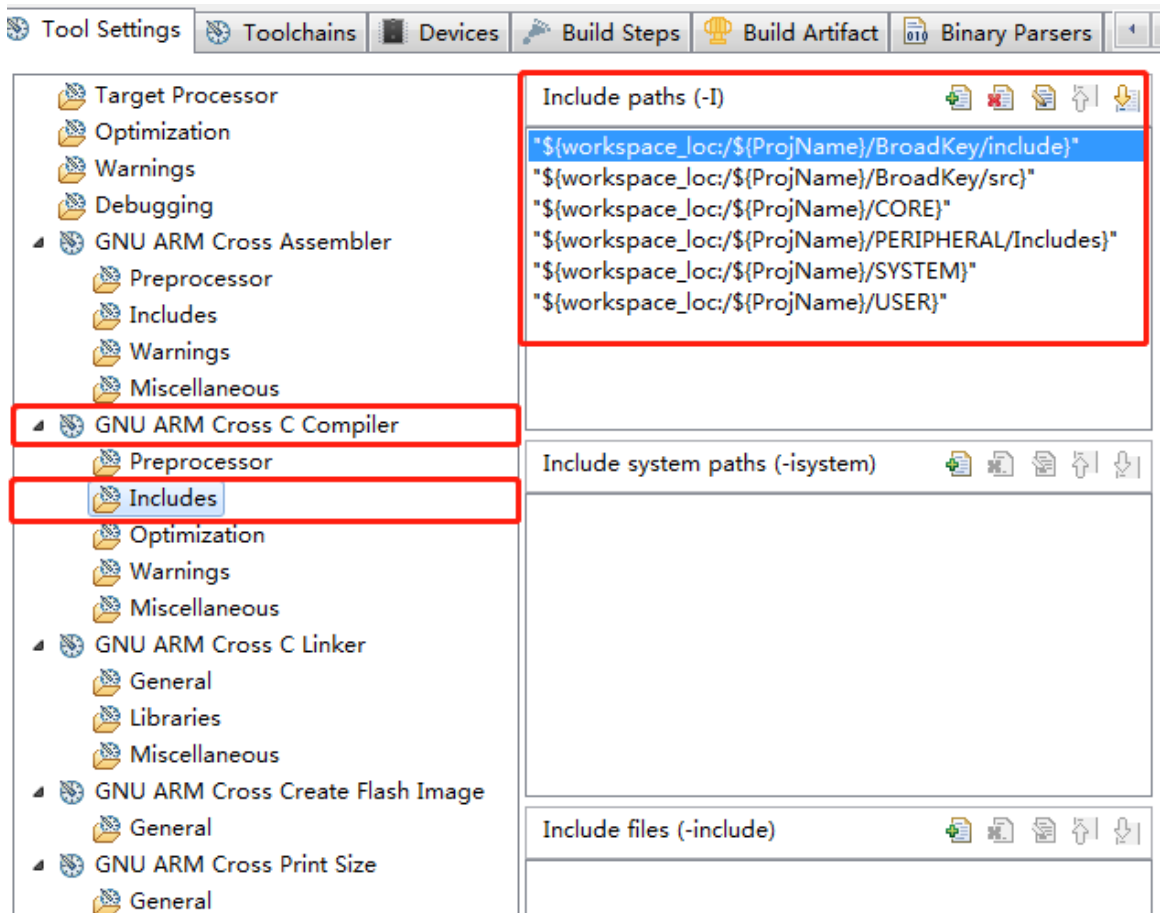 Tool Settings
Toolchains
Devices
Build Steps
Build Artifact
Binary Parsers
Target Processor
Optimization
Warnings
Debugging
GNU ARM Cross Assembler
Preprocessor
Includes
Warnings
Miscellaneous
GNU ARM Cross C Compiler
Preprocessor
Includes
Optimization
Warnings
Miscellaneous
GNU ARM Cross C Linker
General
Libraries
Miscellaneous
GNU ARM Cross Create Flash Image
General
GNU ARM Cross Print Size
General
Include paths (-I)
"${workspace_loc:/${ProjName}/BroadKey/include}"
"${workspace_loc:/${ProjName}/BroadKey/src}"
"${workspace_loc:/${ProjName}/CORE}"
"${workspace_loc:/${ProjName}/PERIPHERAL/Includes}"
"${workspace_loc:/${ProjName}/SYSTEM}"
"${workspace_loc:/${ProjName}/USER}"
Include system paths (-isystem)
Include files (-include)